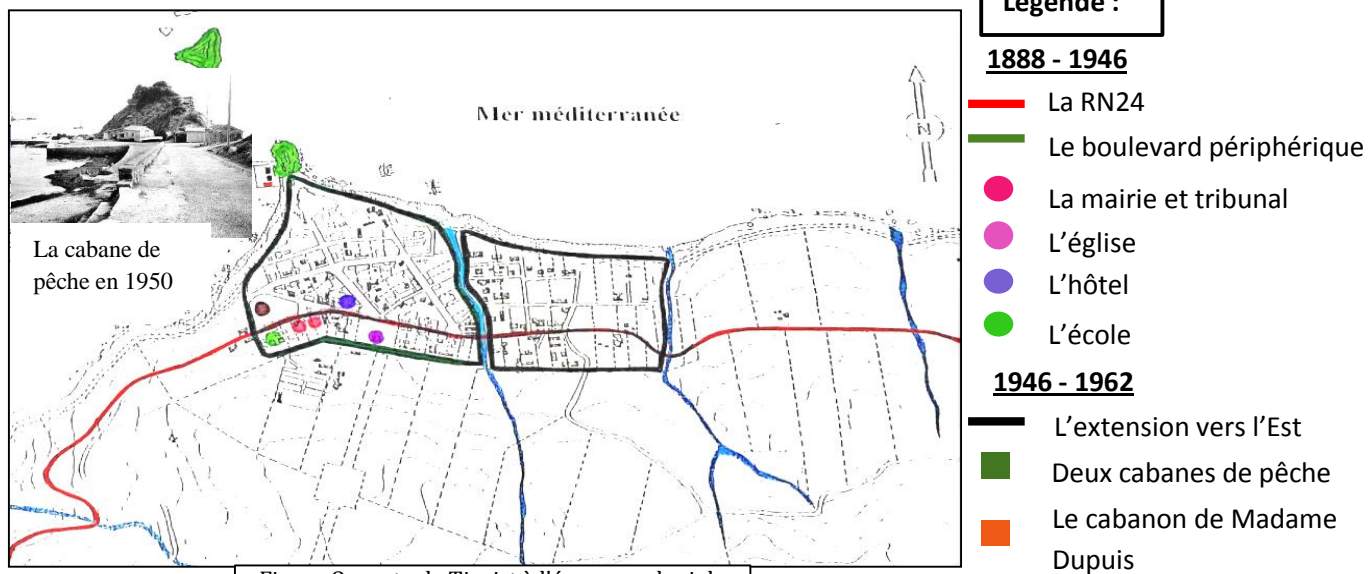 Légende :
1888 - 1946
La RN24
Le boulevard périphérique
La mairie et tribunal
L'église
L'hôtel
L'école
1946 - 1962
L'extension vers l'Est
Deux cabanes de pêche
Le cabanon de Madame
Dupuis
Mer méditerranée
N
La cabane de
pêche en 1950